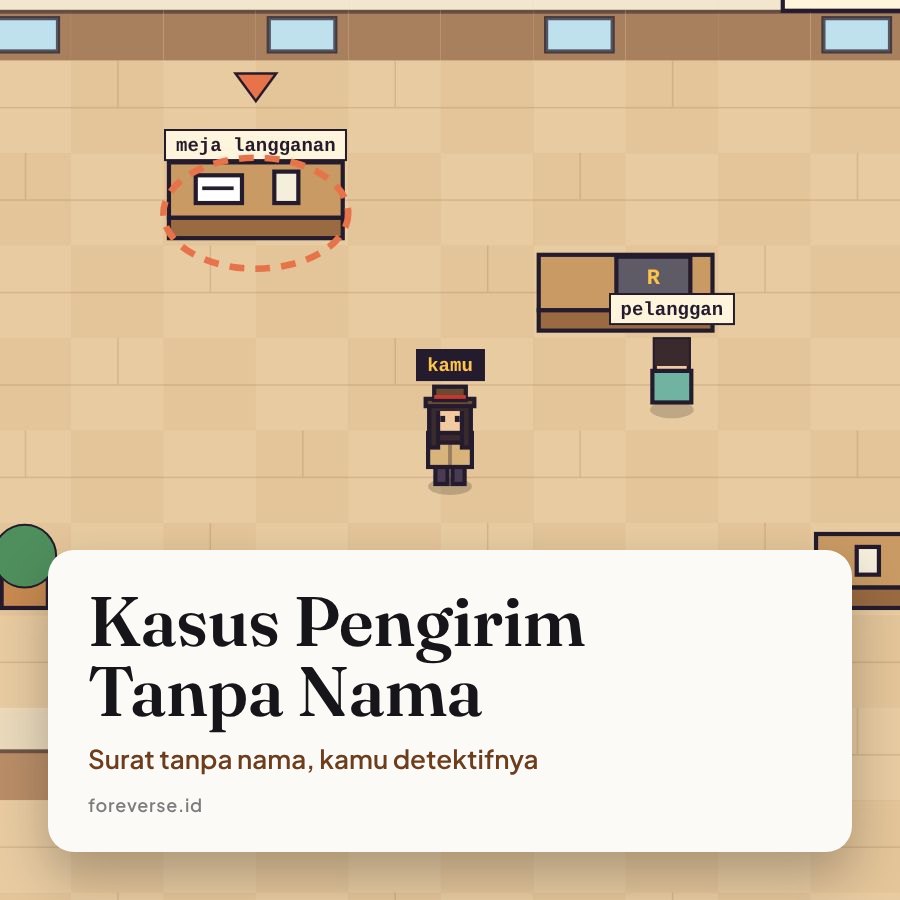 meja langganan
R
pelanggan
kamu
Kasus Pengirim
Tanpa Nama
Surat tanpa nama, kamu detektifnya
foreverse.id